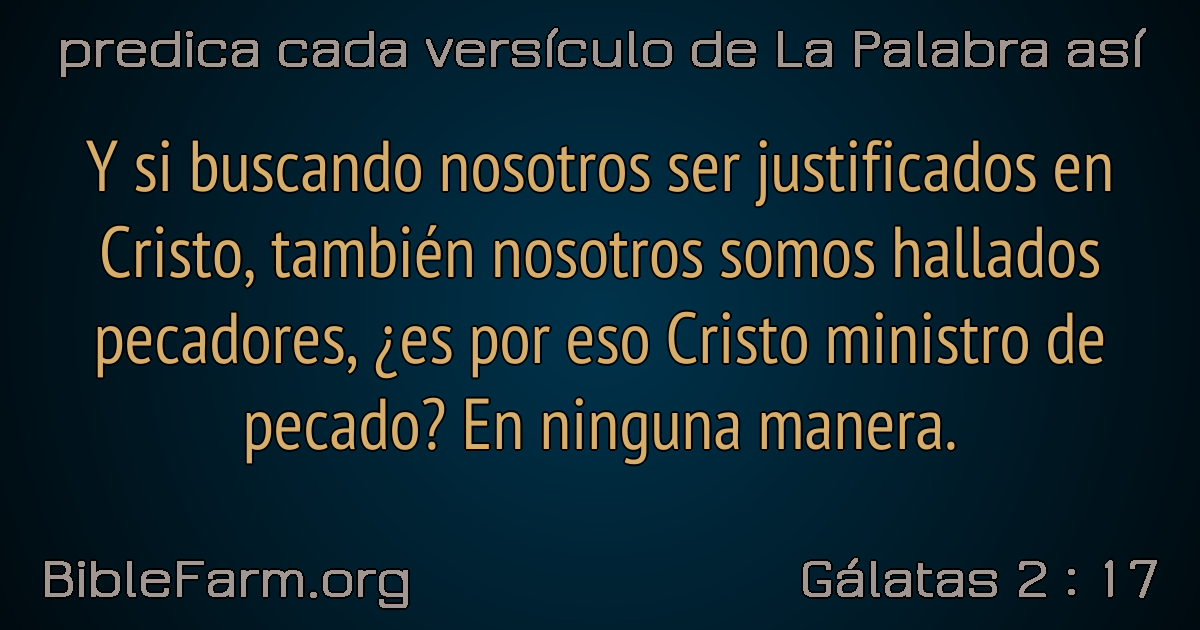 predica cada versículo de La Palabra así
Y si buscando nosotros ser justificados en
Cristo, también nosotros somos hallados
pecadores, ¿es por eso Cristo ministro de
pecado? En ninguna manera.
BibleFarm.org
Gálatas 2 : 17